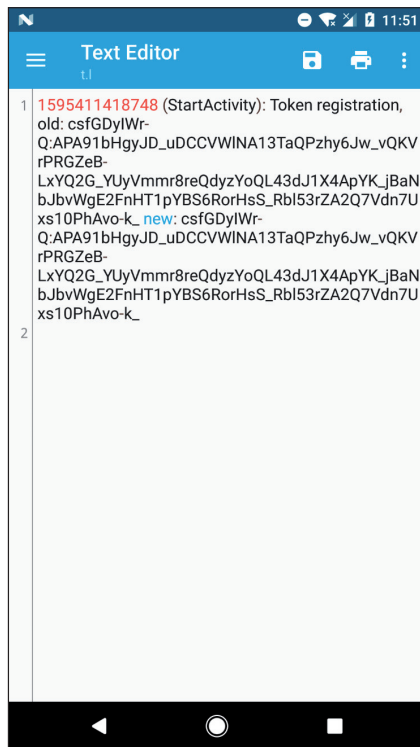 N 11:51
Text Editor
t.l
1 1595411418748 (StartActivity): Token registration,
old: csfGDyIWr-
Q:APA91bHgyJD_uDCCVWlNA13TaQPzhy6Jw_vQKV
rPRGZeB-
LxYQ2G_YUyVmmr8reQdyzYoQL43dJ1X4ApYK_jBaN
bJbvWgE2FnHT1pYBS6RorHsS_Rbl53rZA2Q7Vdn7U
xs10PhAvo-k_ new: csfGDyIWr-
Q:APA91bHgyJD_uDCCVWlNA13TaQPzhy6Jw_vQKV
rPRGZeB-
LxYQ2G_YUyVmmr8reQdyzYoQL43dJ1X4ApYK_jBaN
bJbvWgE2FnHT1pYBS6RorHsS_Rbl53rZA2Q7Vdn7U
xs10PhAvo-k_
2